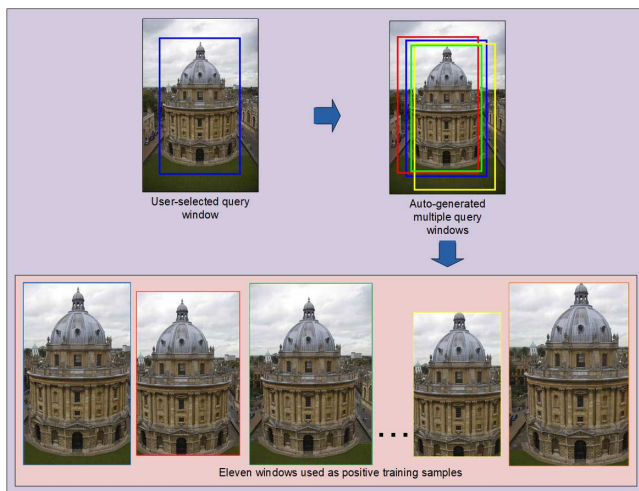 User-selected query
window
Auto-generated
multiple query
windows
...
Eleven windows used as positive training samples